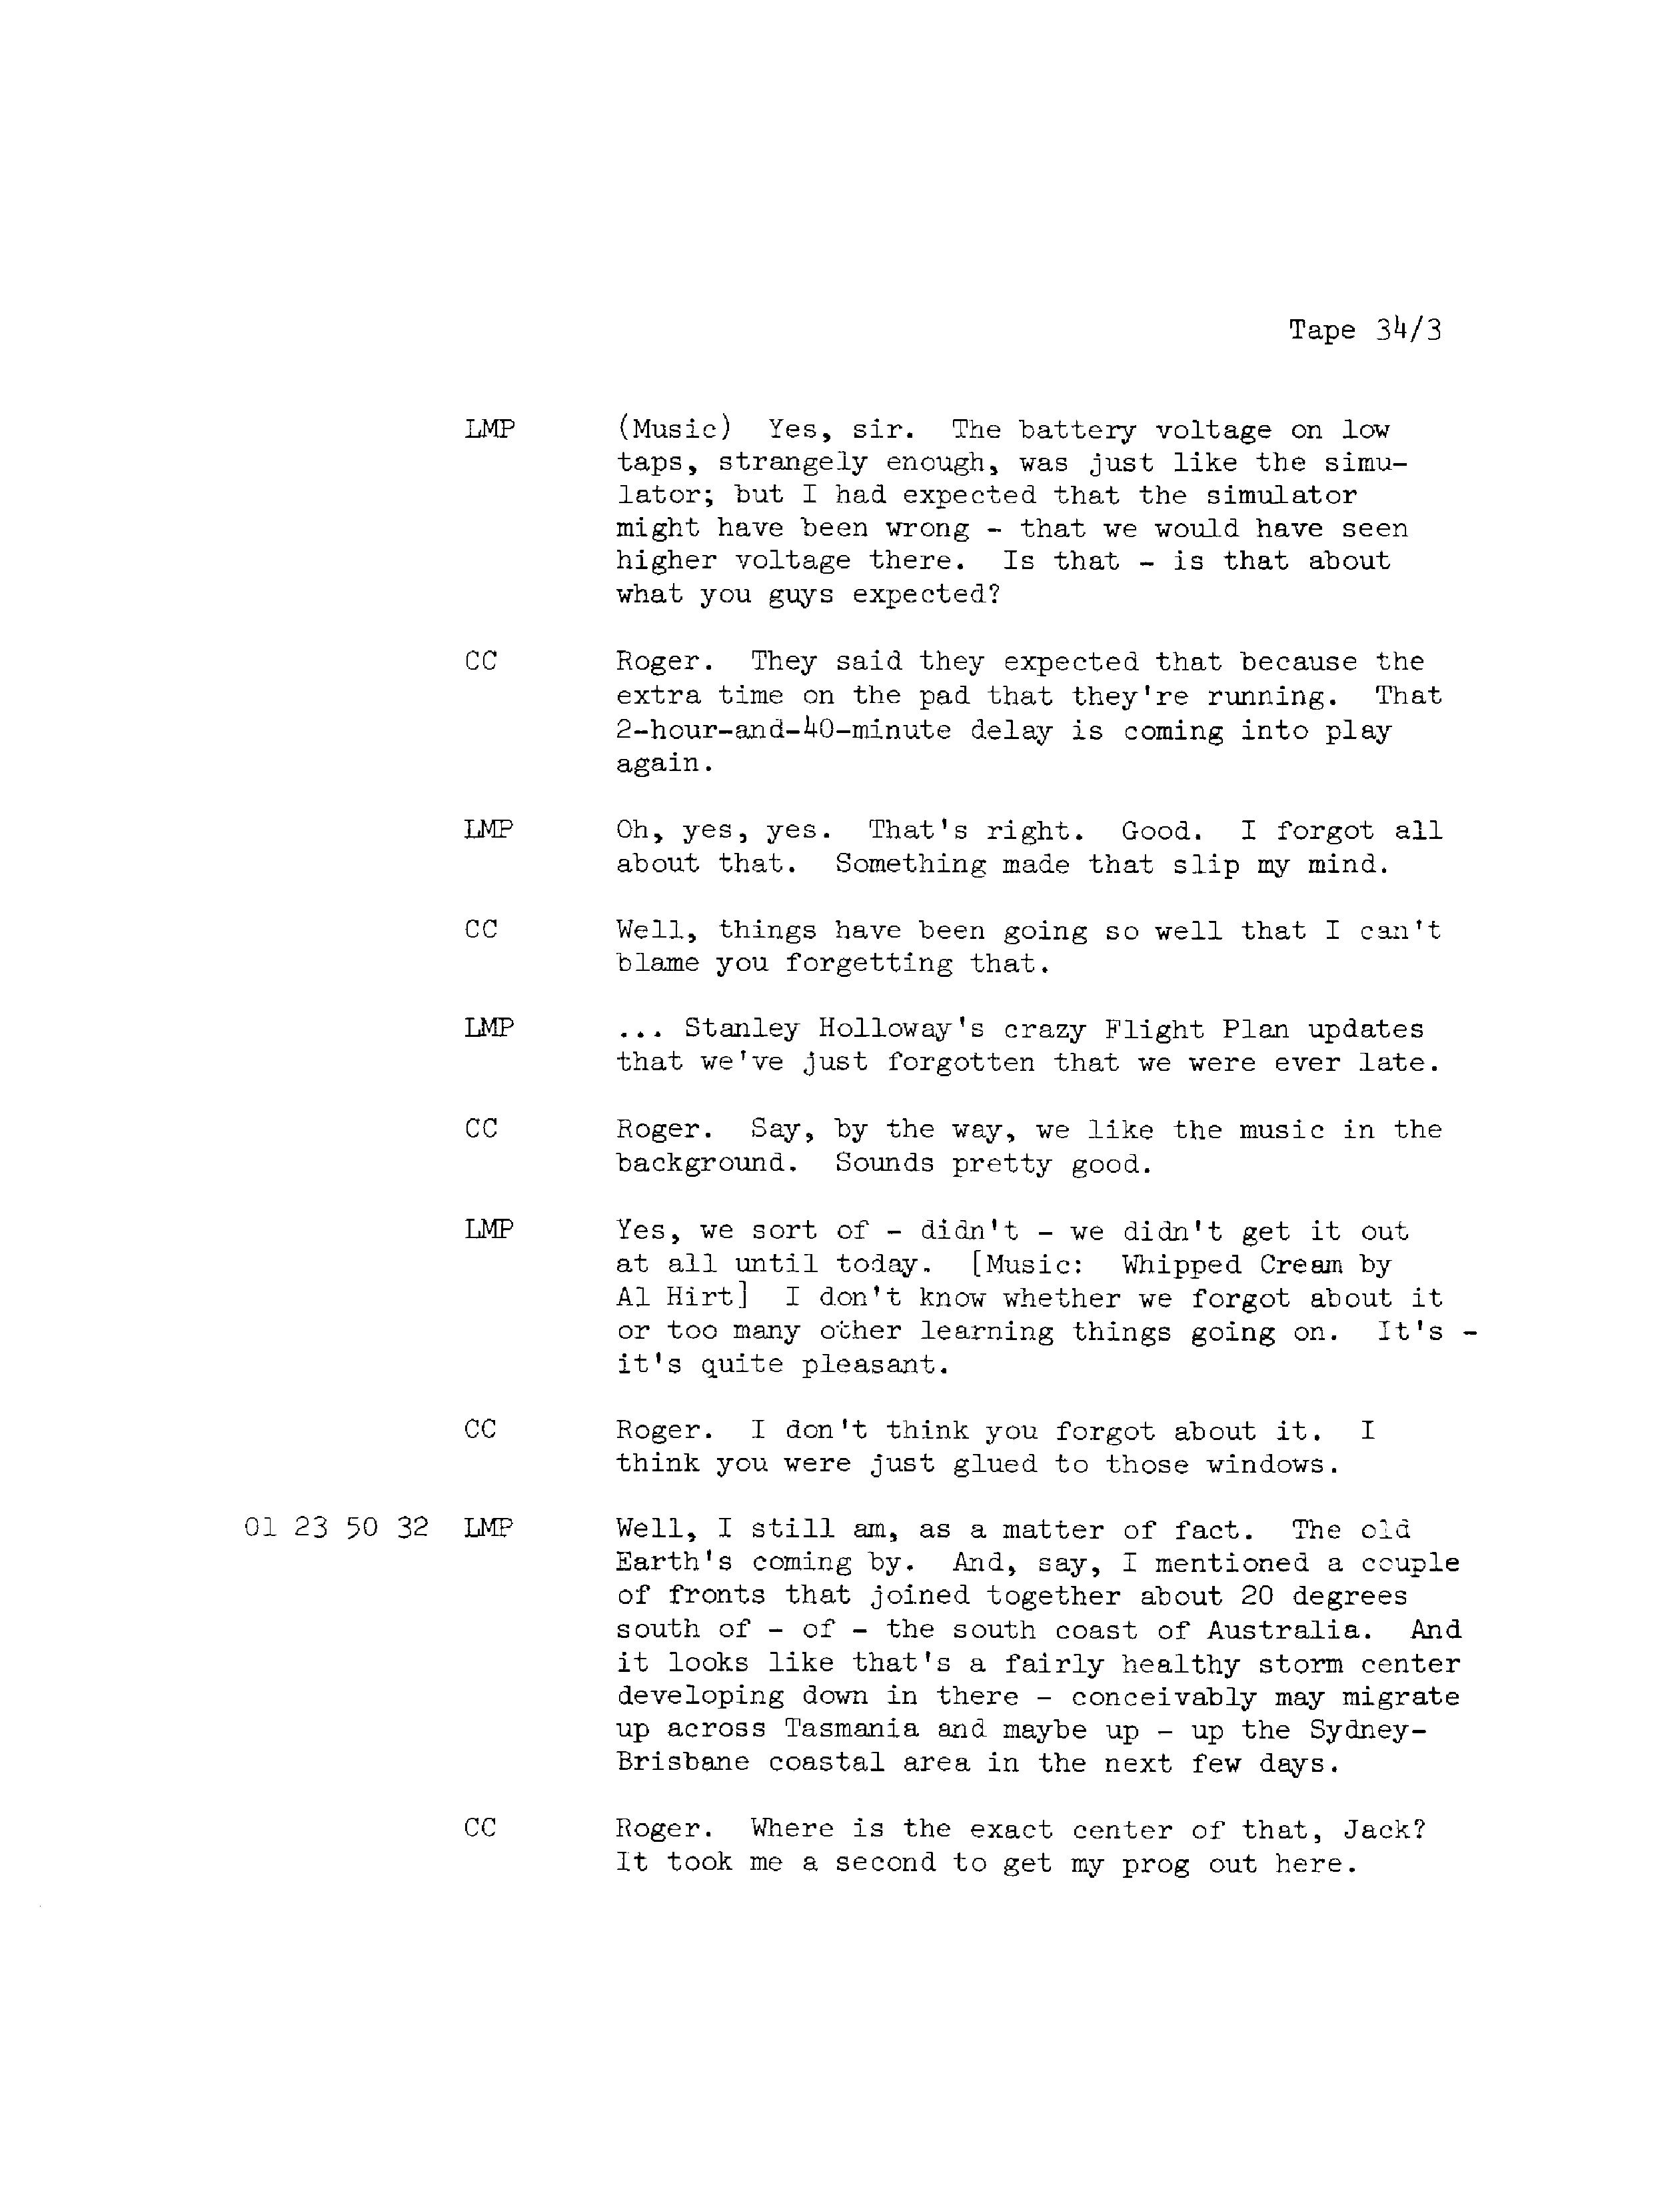 Tape 34/3
LMP (Music) Yes, sir. The battery voltage on low
taps, strangely enough, was just like the simu-
lator; but I had expected that the simulator
might have been wrong - that we would have seen
higher voltage there. Is that - is that about
what you guys expected?
CC Roger. They said they expected that because the
extra time on the pad that they're running. That
2-hour-and-40-minute delay is coming into play
again.
LMP Oh, yes, yes. That's right. Good. I forgot all
about that. Something made that slip my mind.
CC Well, things have been going so well that I can't
blame you forgetting that.
LMP ... Stanley Holloway's crazy Flight Plan updates
that we've just forgotten that we were ever late.
CC Roger. Say, by the way, we like the music in the
background. Sounds pretty good.
LMP Yes, we sort of - didn't - we didn't get it out
at all until today. [Music: Whipped Cream by
Al Hirt] I don't know whether we forgot about it
or too many other learning things going on. It's -
it's quite pleasant.
CC Roger. I don't think you forgot about it. I
think you were just glued to those windows.
01 23 50 32 LMP Well, I still am, as a matter of fact. The old
Earth's coming by. And, say, I mentioned a couple
of fronts that joined together about 20 degrees
south of - of - the south coast of Australia. And
it looks like that's a fairly healthy storm center
developing down in there - conceivably may migrate
up across Tasmania and maybe up - up the Sydney-
Brisbane coastal area in the next few days.
CC Roger. Where is the exact center of that, Jack?
It took me a second to get my prog out here.